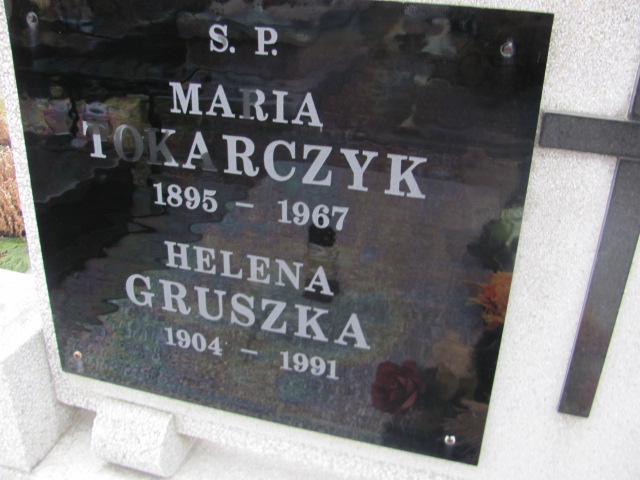 S. P.
MARIA
TOKARCZYK
1895 – 1967
HELENA
GRUSZKA
1904 – 1991